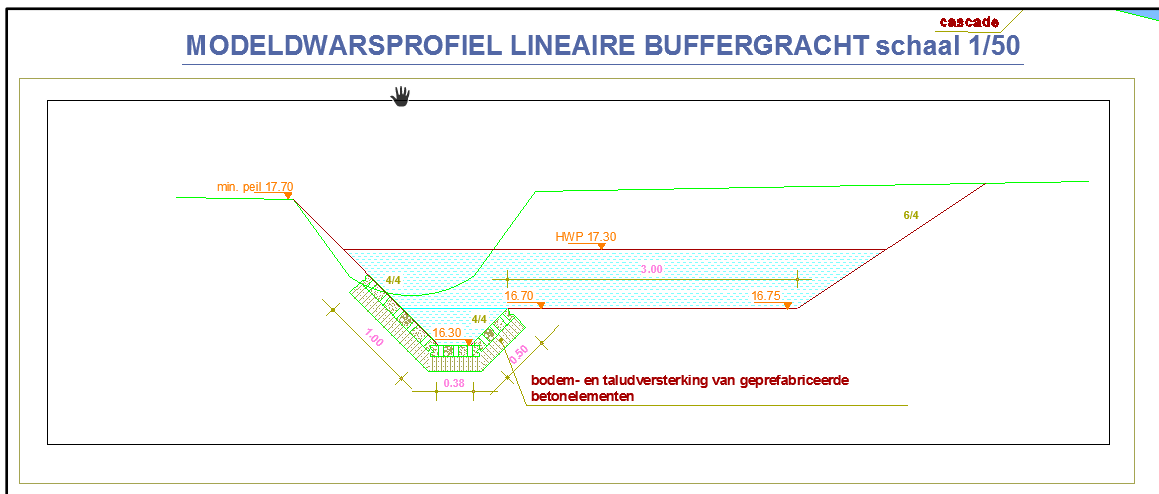 cascade
MODELDWARSPROFIEL LINEAIRE BUFFERGRACHT schaal 1/50
min. peil 17.70
6/4
HWP 17.30
3.00
4/4
16.70
16.75
4/4
16.30
1.00
0.50
0.38
bodem- en taludversterking van geprefabriceerde
betonelementen